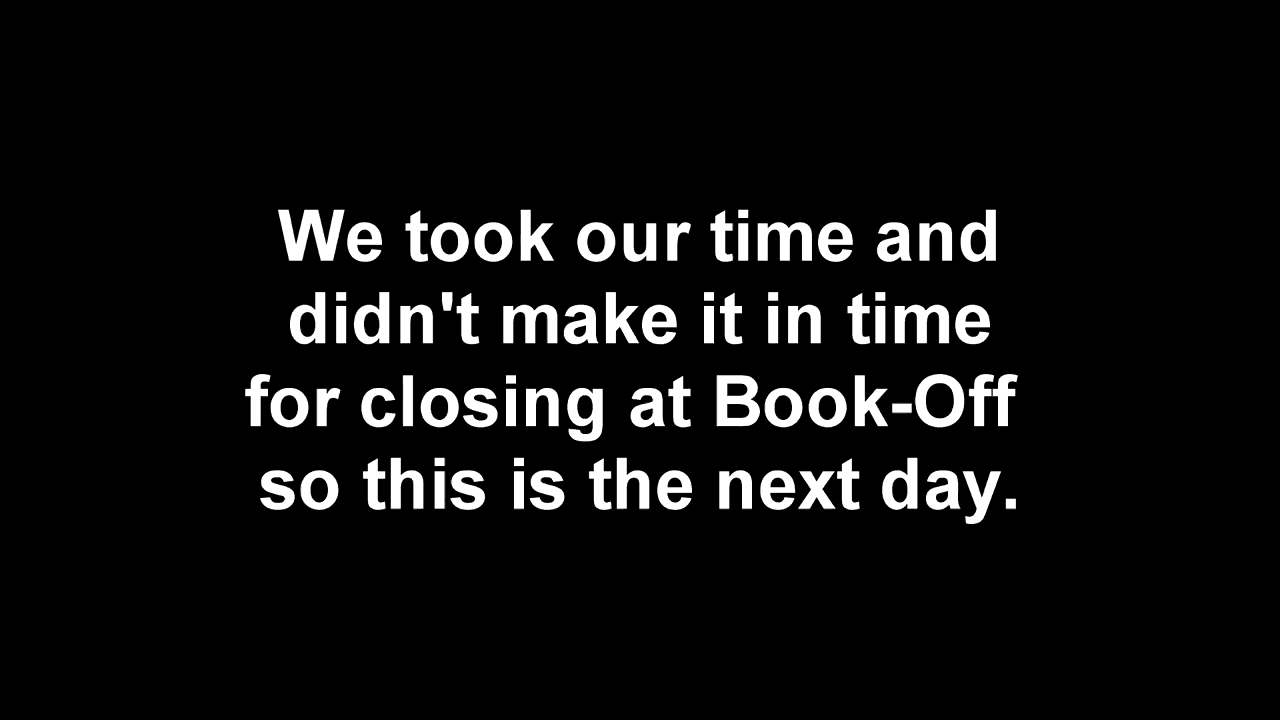 We took our time and
didn't make it in time
for closing at Book-Off
so this is the next day.